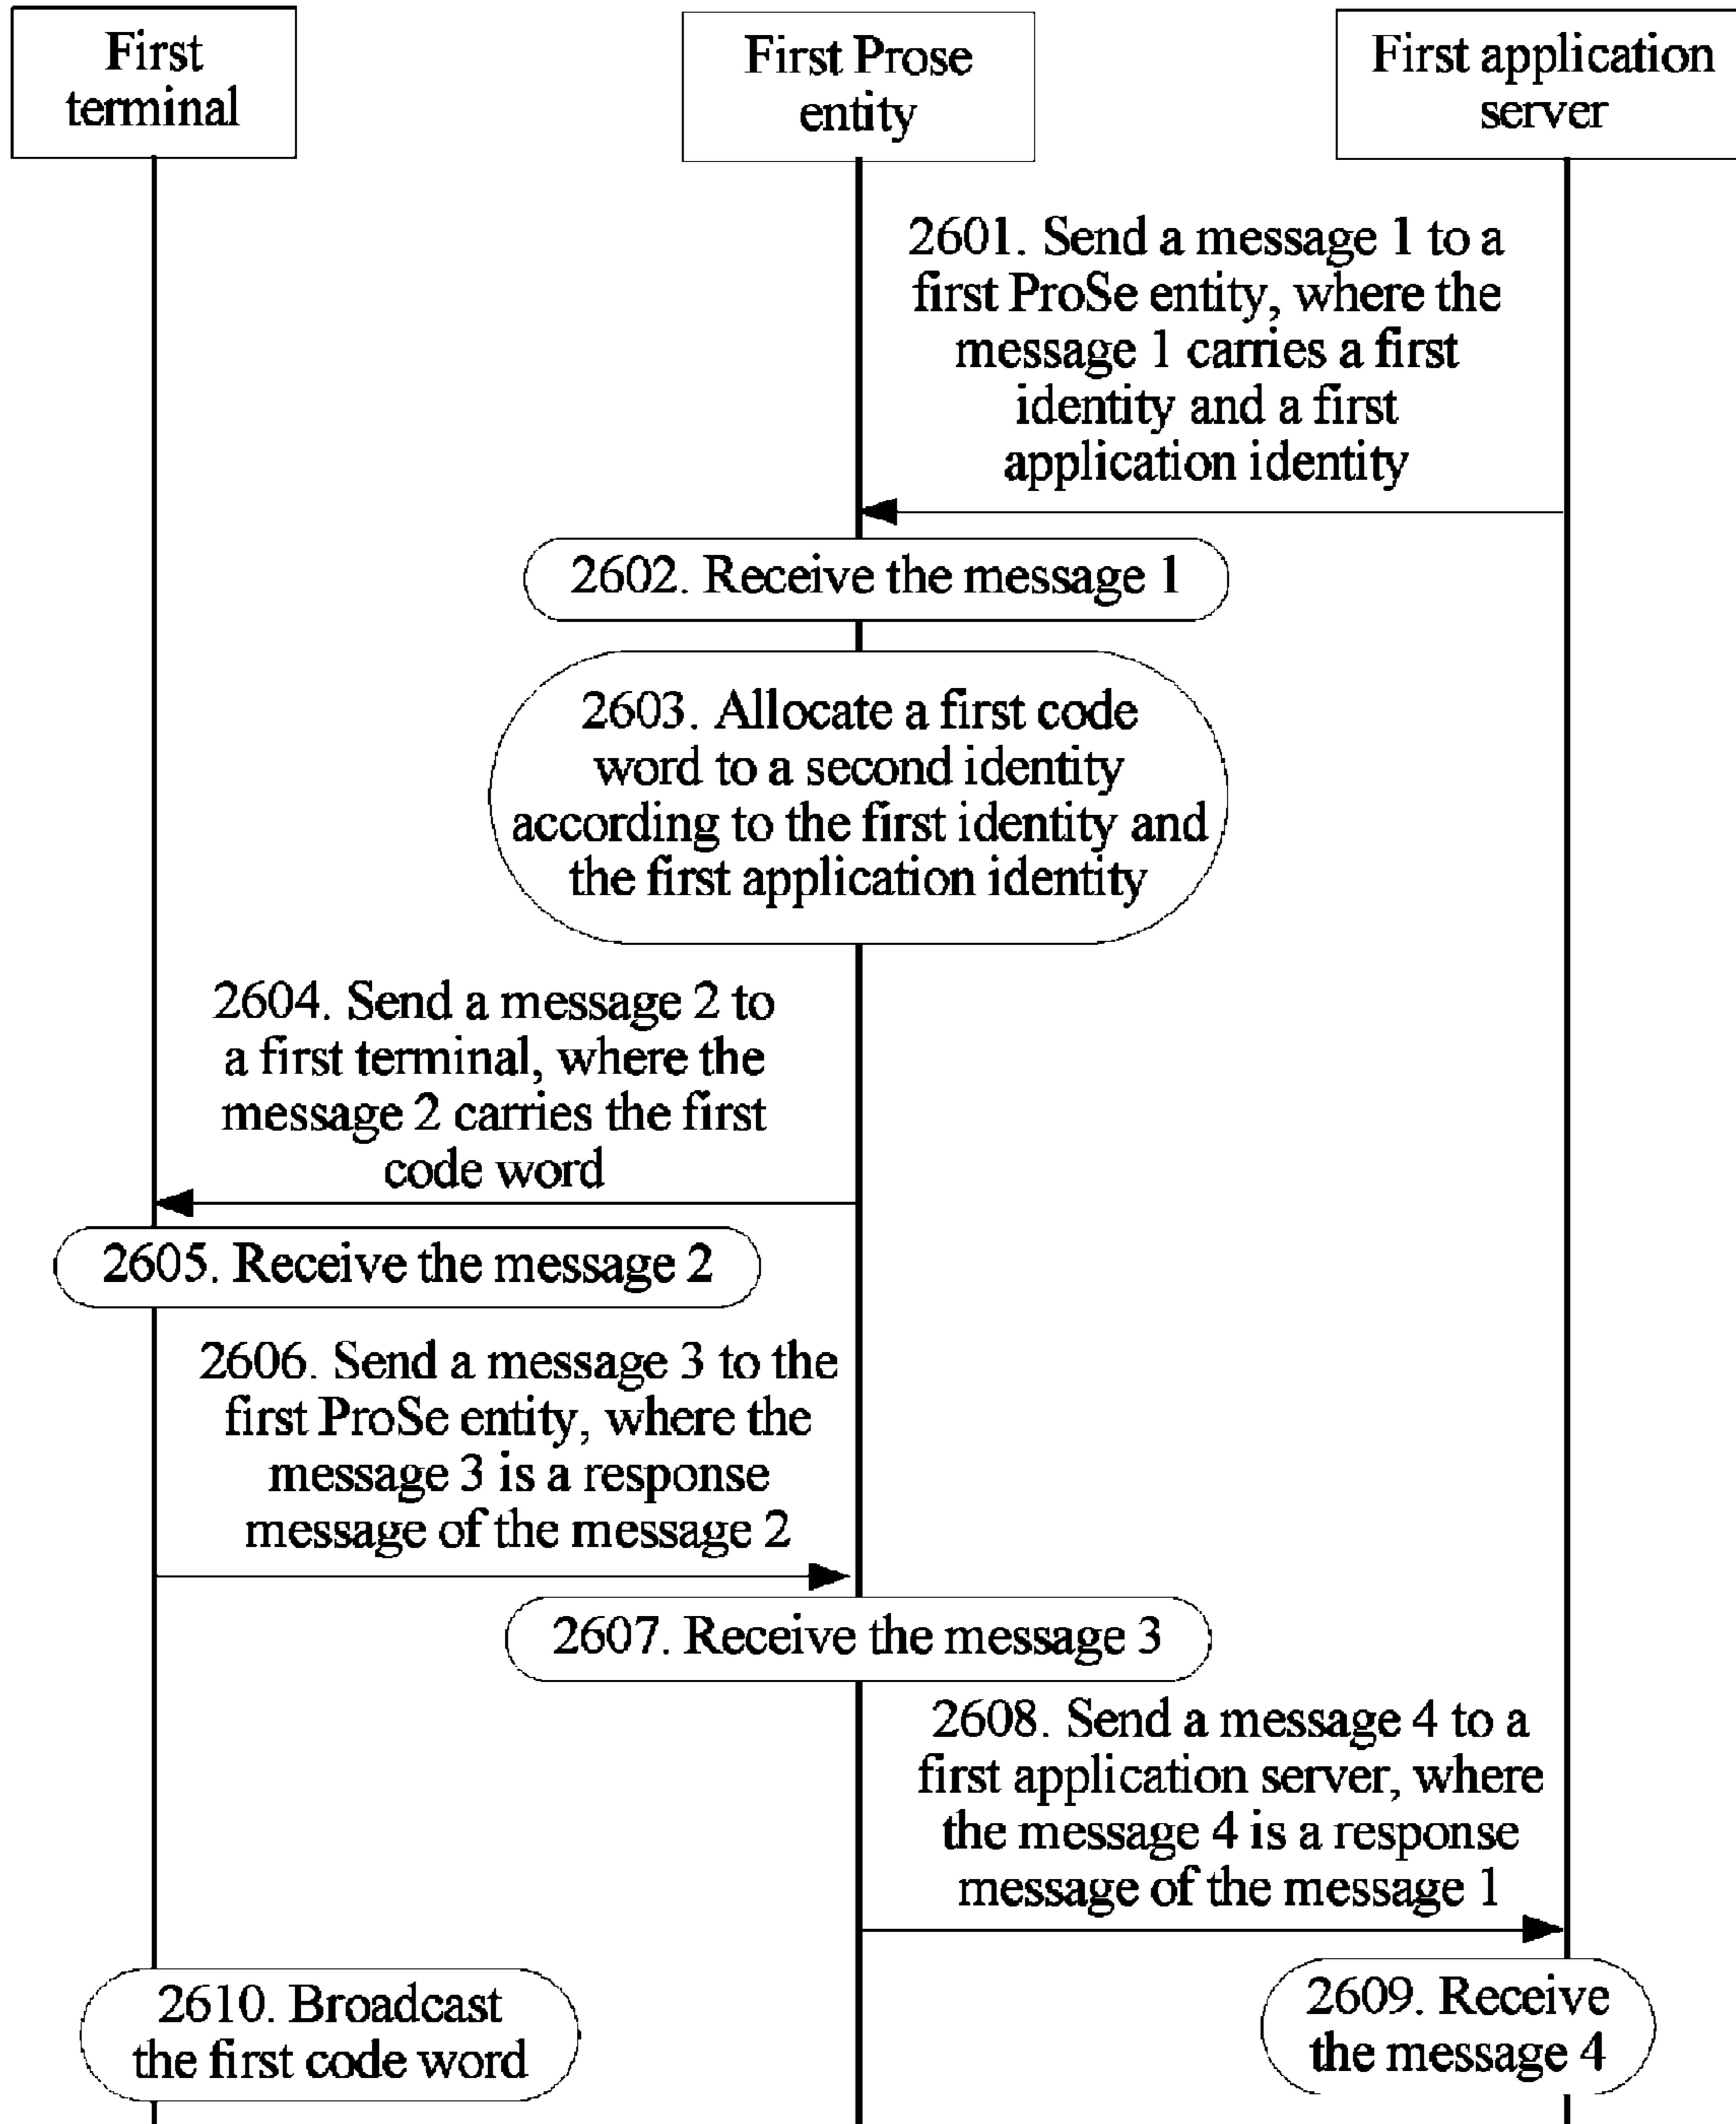 First
terminal
First Prose
entity
First application
server
2601. Send a message 1 to a
first ProSe entity, where the
message 1 carries a first
identity and a first
application identity
2602. Receive the message 1
2603. Allocate a first code
word to a second identity
according to the first identity and
the first application identity
2604. Send a message 2 to
a first terminal, where the
message 2 carries the first
code word
2605. Receive the message 2
2606. Send a message 3 to the
first ProSe entity, where the
message 3 is a response
message of the message 2
2607. Receive the message 3
2608. Send a message 4 to a
first application server, where
the message 4 is a response
message of the message 1
2609. Receive
the message 4
2610. Broadcast
the first code word